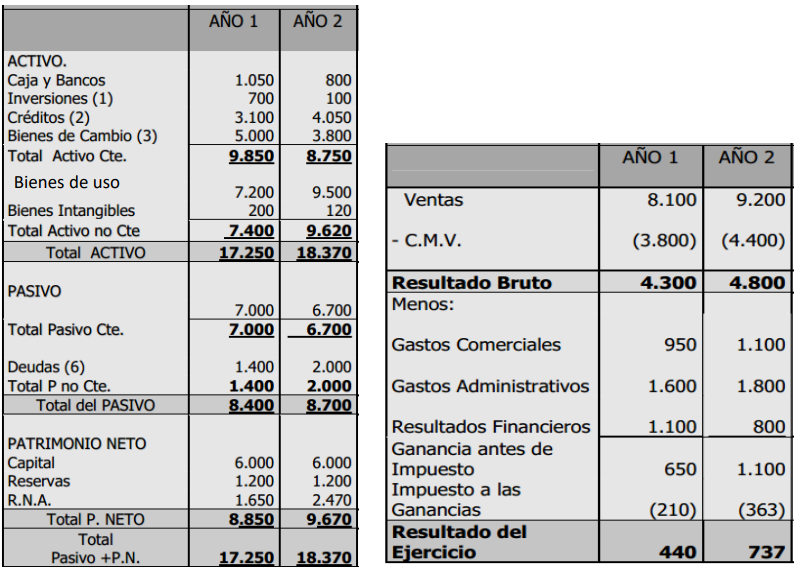 AÑO 1 AÑO 2
ACTIVO.
Caja y Bancos 1.050 800
Inversiones (1) 700 100
Créditos (2) 3.100 4.050
Bienes de Cambio (3) 5.000 3.800
Total Activo Cte. 9.850 8.750
Bienes de uso 7.200 9.500
Bienes Intangibles 200 120
Total Activo no Cte 7.400 9.620
Total ACTIVO 17.250 18.370
PASIVO
7.000 6.700
Total Pasivo Cte. 7.000 6.700
Deudas (6) 1.400 2.000
Total P no Cte. 1.400 2.000
Total del PASIVO 8.400 8.700
PATRIMONIO NETO
Capital 6.000 6.000
Reservas 1.200 1.200
R.N.A. 1.650 2.470
Total P. NETO 8.850 9.670
Total
Pasivo +P.N. 17.250 18.370
AÑO 1 AÑO 2
Ventas 8.100 9.200
- C.M.V. (3.800) (4.400)
Resultado Bruto 4.300 4.800
Menos:
Gastos Comerciales 950 1.100
Gastos Administrativos 1.600 1.800
Resultados Financieros 1.100 800
Ganancia antes de
Impuesto 650 1.100
Impuesto a las
Ganancias (210) (363)
Resultado del
Ejercicio 440 737